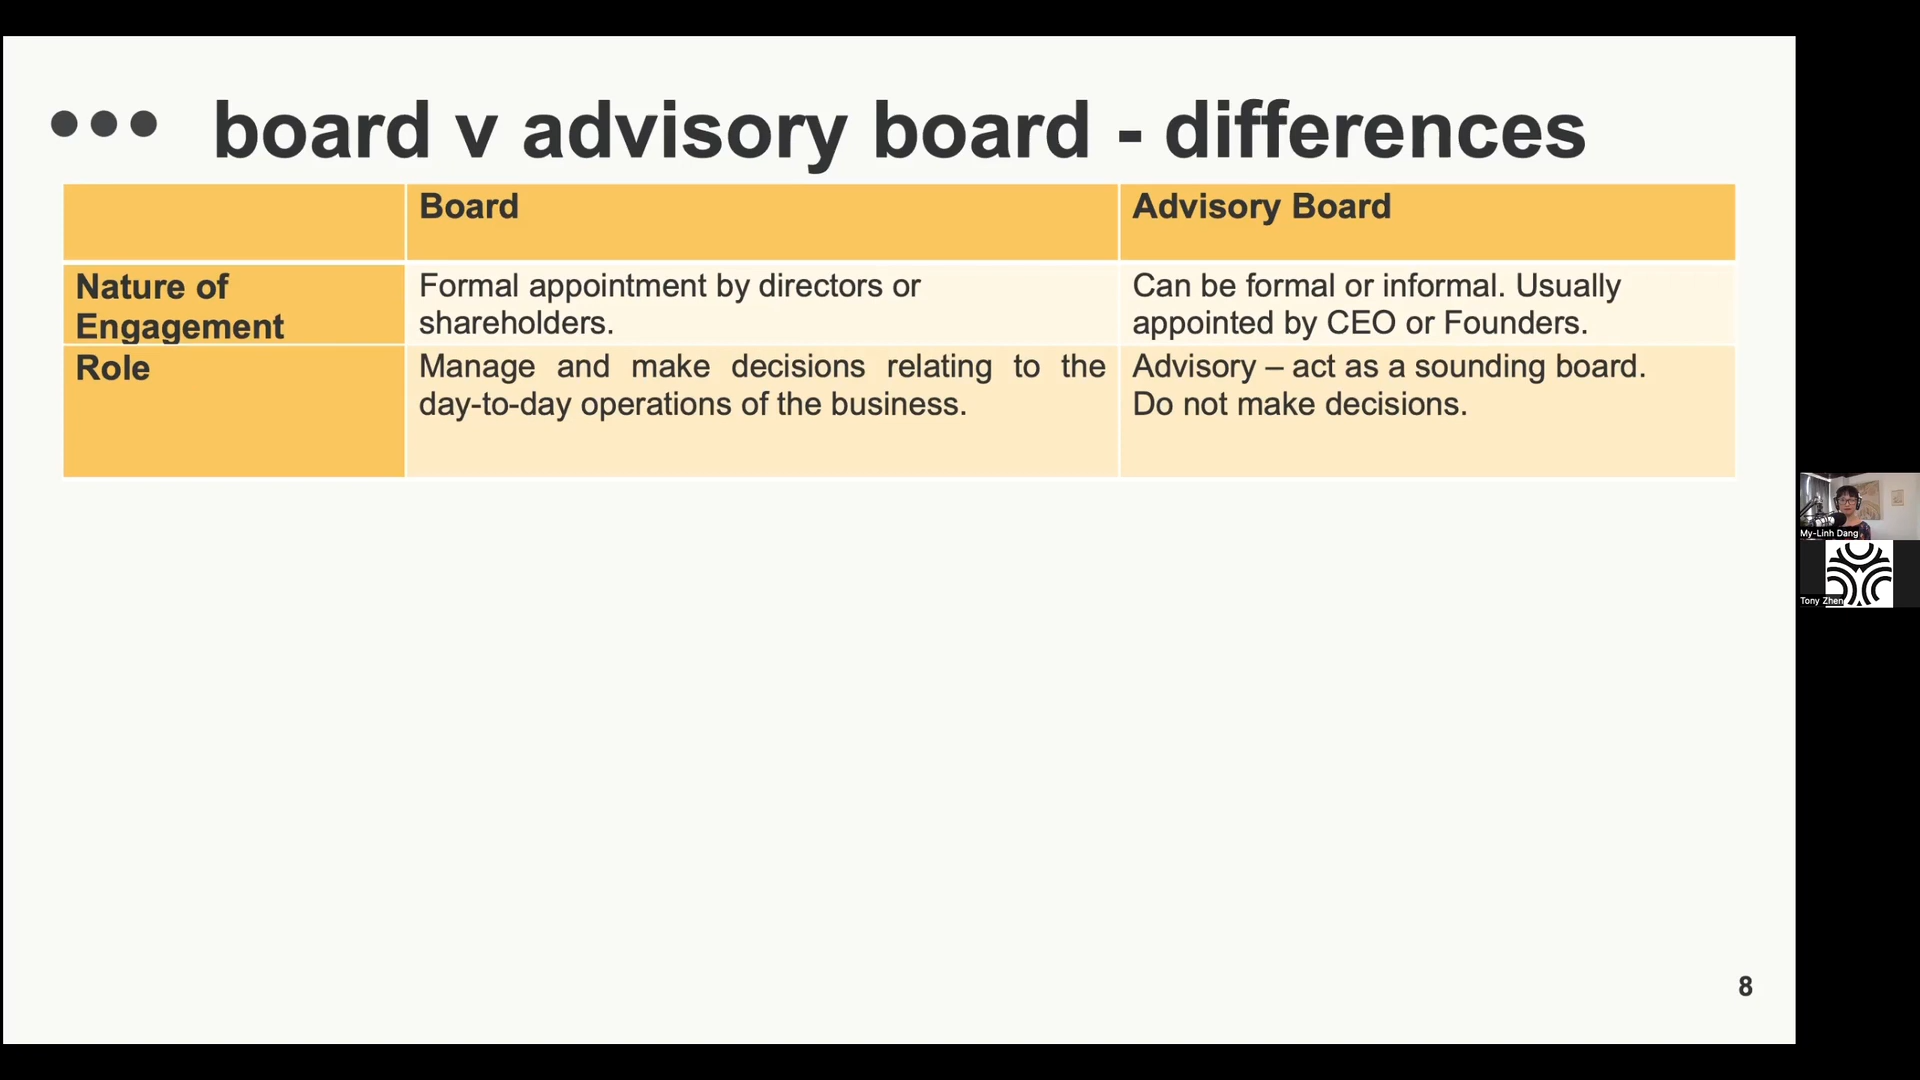 board v advisory board - differences
Board
Advisory Board
Nature of
Engagement
Formal appointment by directors or
shareholders.
Can be formal or informal. Usually
appointed by CEO or Founders.
Role
Manage and make decisions relating to the
day-to-day operations of the business.
Advisory – act as a sounding board.
Do not make decisions.
8
My-Linh Dang
Tony Zhen